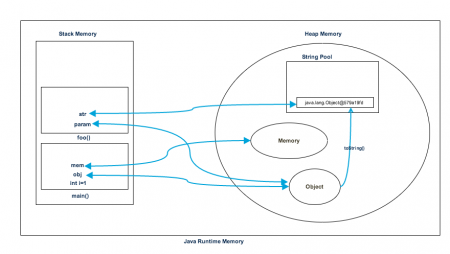 Stack Memory
Heap Memory
String Pool
str
java.lang.Object@579a19fd
param
foo()
Memory
mem
toString()
obj
Object
int i=1
main()
Java Runtime Memory